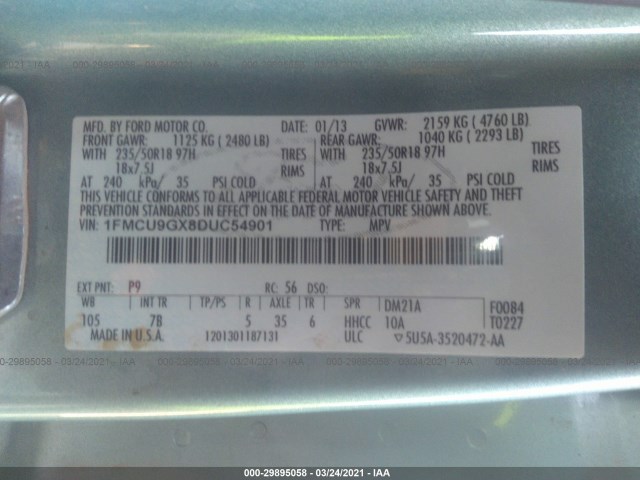 MFD. BY FORD MOTOR CO. DATE: 01/13 GVWR: 2159 KG ( 4760 LB)
FRONT GAWR: 1125 KG ( 2480 LB) REAR GAWR: 1040 KG ( 2293 LB)
WITH 235/50R18 97H TIRES WITH 235/50R18 97H TIRES
18x7.5J RIMS 18x7.5J RIMS
AT 240 kPa/ 35 PSI COLD AT 240 kPa/ 35 PSI COLD
THIS VEHICLE CONFORMS TO ALL APPLICABLE FEDERAL MOTOR VEHICLE SAFETY AND THEFT
PREVENTION STANDARDS IN EFFECT ON THE DATE OF MANUFACTURE SHOWN ABOVE.
VIN: 1FMCU9GX8DUC54901 TYPE: MPV
EXT PNT: P9 RC: 56 DSO:
WB INT TR TP/PS R AXLE TR SPR DM21A F0084
105 7B 5 35 6 HHCC 10A T0227
MADE IN U.S.A. 1201301187131 ULC ▽5U5A-3520472-AA
000-29895058 - 03/24/2021 - IAA